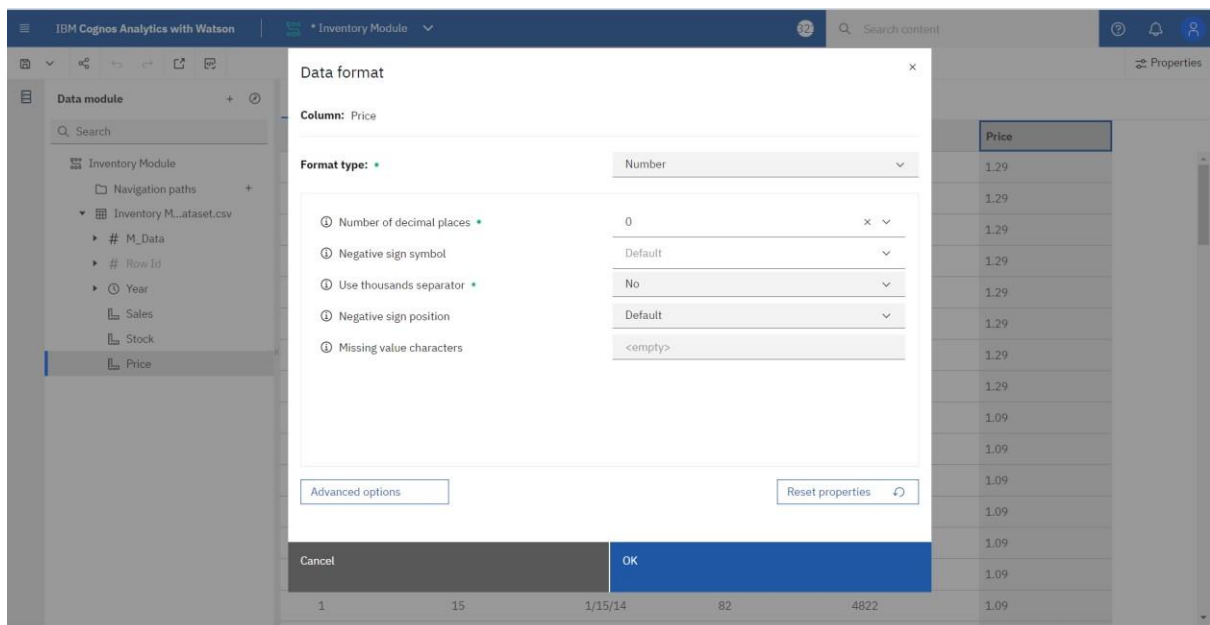 IBM Cognos Analytics with Watson
* Inventory Module
Search content
Properties
Data module
Search
Inventory Module
Navigation paths
Inventory M...ataset.csv
# M_Data
# Row Id
Year
Sales
Stock
Price
Data format
Column: Price
Format type:
Number
Number of decimal places
0
Negative sign symbol
Default
Use thousands separator
No
Negative sign position
Default
Missing value characters
<empty>
Advanced options
Reset properties
Cancel
OK
Price
1.29
1.29
1.29
1.29
1.29
1.29
1.29
1.29
1.09
1.09
1.09
1.09
1.09
1.09
1 15 1/15/14 82 4822 1.09